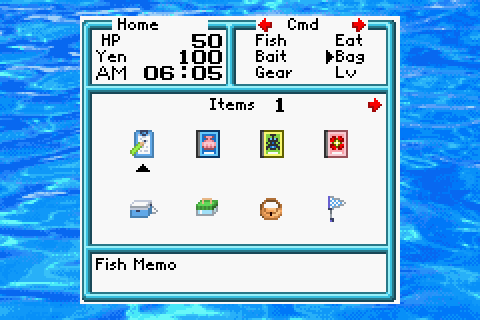 Home
HP 50
Yen 100
AM 06:05
Cmd
Fish Eat
Bait Bag
Gear Lv
Items 1
Fish Memo